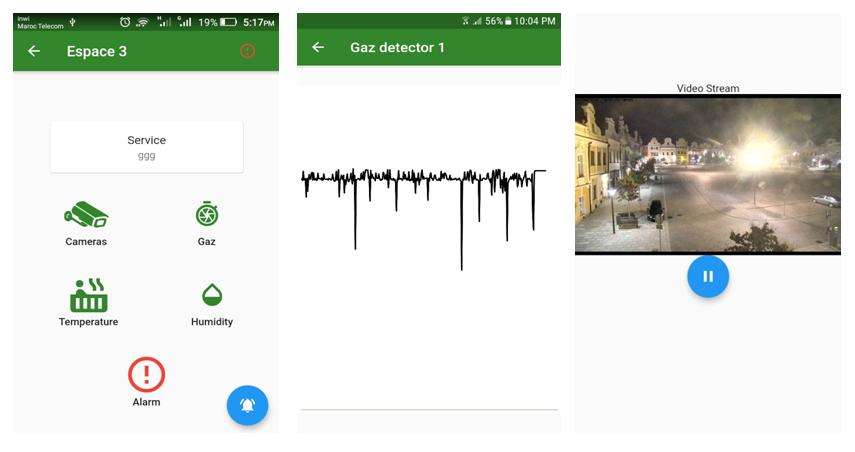 inwi
Maroc Telecom
H
G
19%
5:17PM
Espace 3
Service
ggg
Cameras
Gaz
Temperature
Humidity
Alarm
56%
10:04 PM
Gaz detector 1
Video Stream